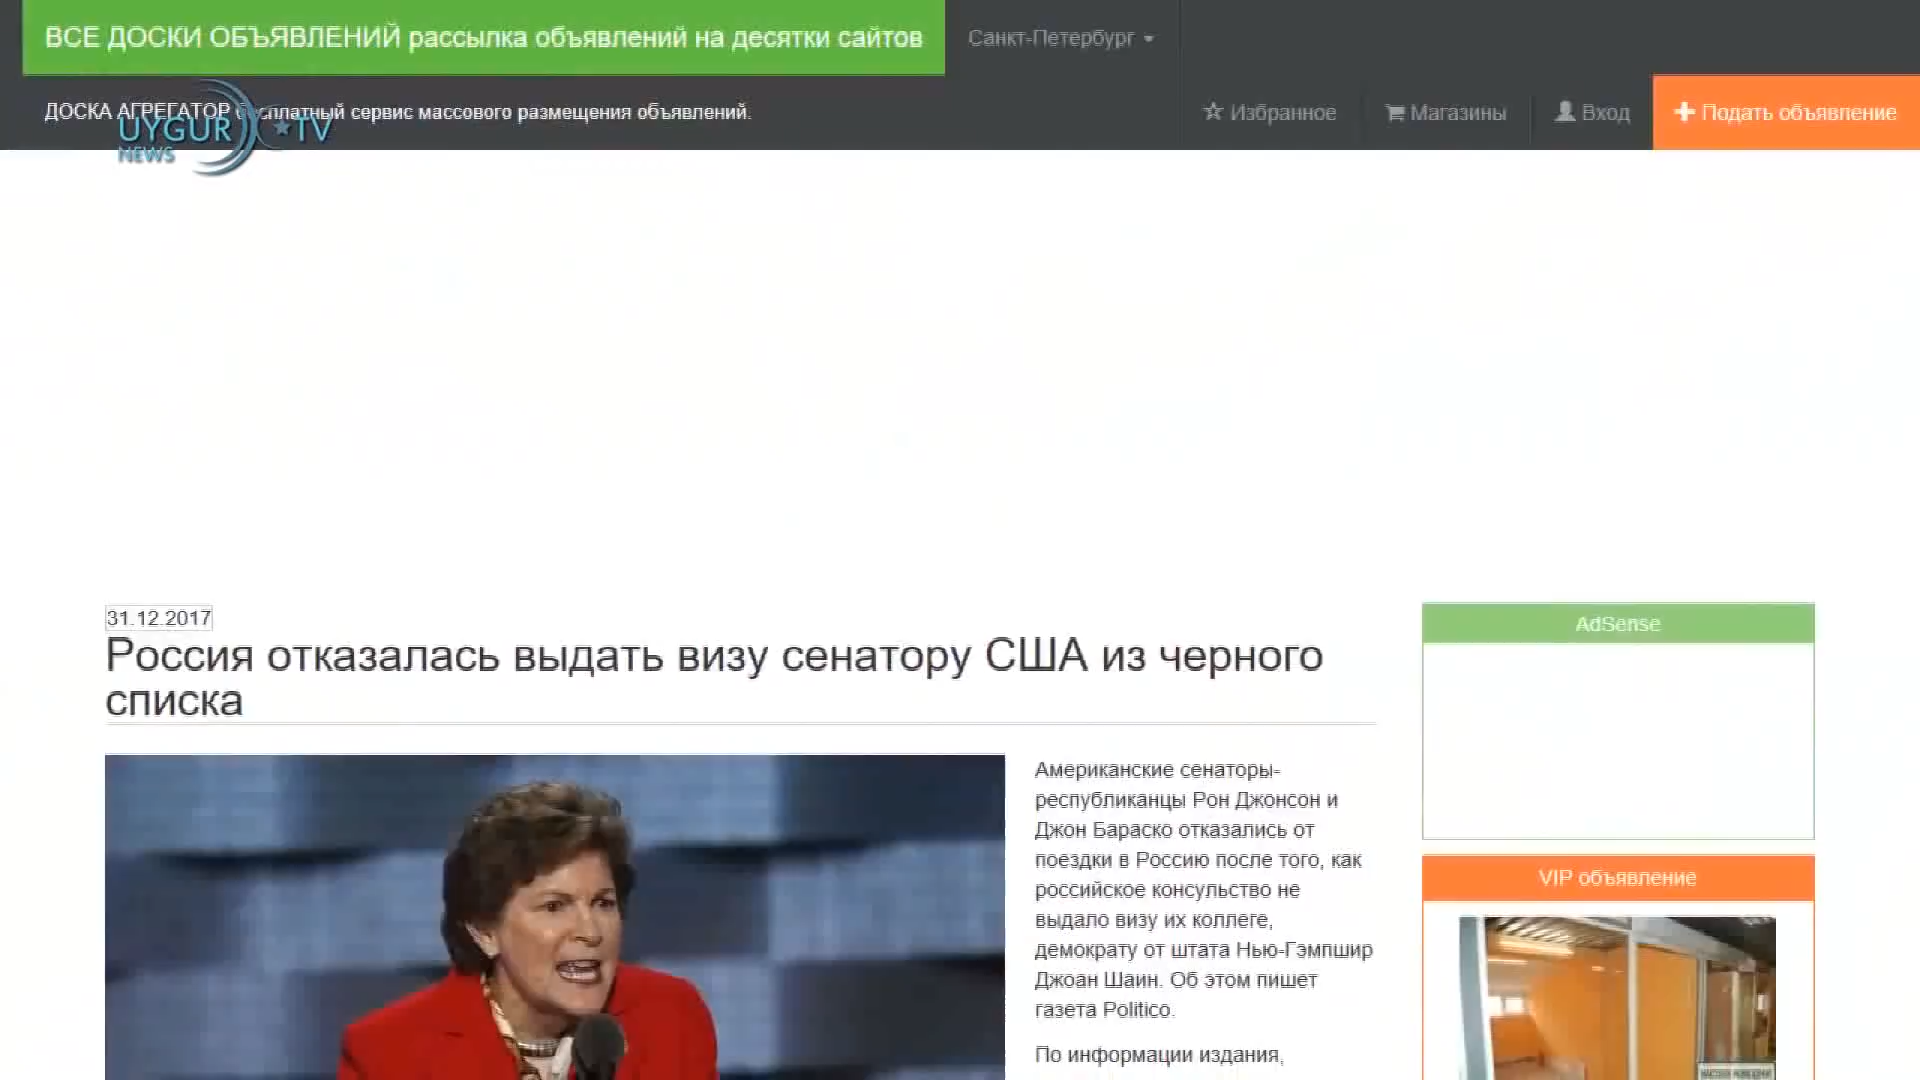 ВСЕ ДОСКИ ОБЪЯВЛЕНИЙ рассылка объявлений на десятки сайтов
Санкт-Петербург
ДОСКА АГРЕГАТОР бесплатный сервис массового размещения объявлений.
UYGUR TV
NEWS
Избранное
Магазины
Вход
Подать объявление
31.12.2017
Россия отказалась выдать визу сенатору США из черного
списка
AdSense
Американские сенаторы-
республиканцы Рон Джонсон и
Джон Бараско отказались от
поездки в Россию после того, как
российское консульство не
выдало визу их коллеге,
демократу от штата Нью-Гэмпшир
Джоан Шаин. Об этом пишет
газета Politico.
По информации издания,
VIP объявление